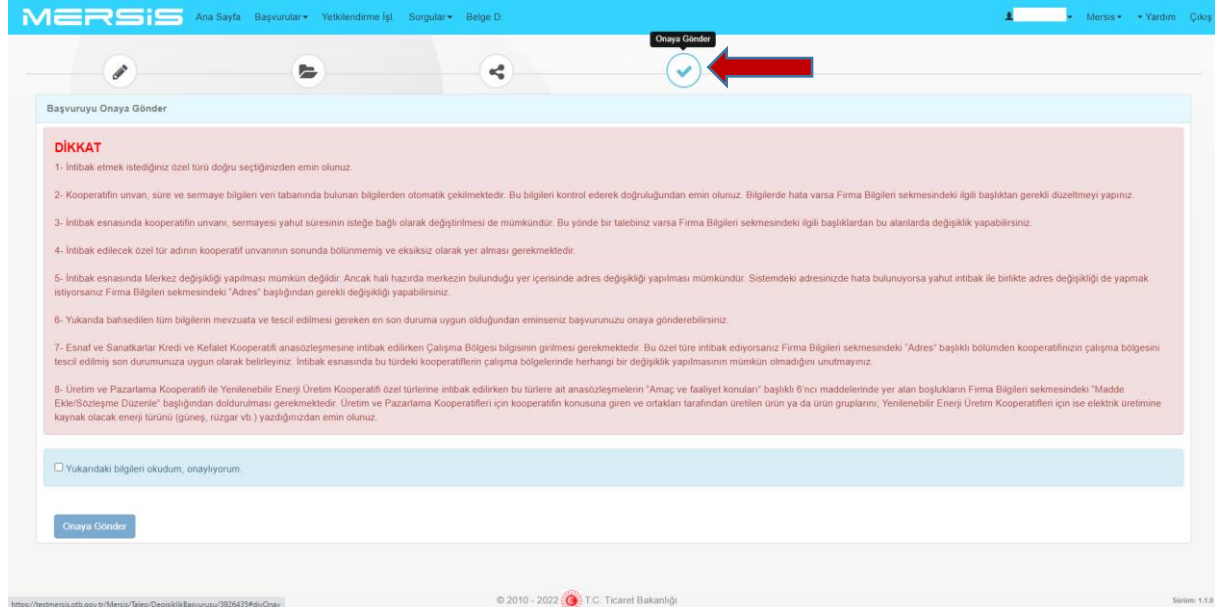 MERSiS Ana Sayfa Başvurular Yetkilendirme İşl. Sorgular Belge D. Mersis Yardım Çıkış
Onaya Gönder
Başvuruyu Onaya Gönder
DİKKAT
1- İntibak etmek istediğiniz özel türü doğru seçtiğinizden emin olunuz.
2- Kooperatifin unvan, süre ve sermaye bilgileri veri tabanında bulunan bilgilerden otomatik çekilmektedir. Bu bilgileri kontrol ederek doğruluğundan emin olunuz. Bilgilerde hata varsa Firma Bilgileri sekmesindeki ilgili başlıktan gerekli düzeltmeyi yapınız.
3- İntibak esnasında kooperatifin unvanı, sermayesi yahut süresinin isteğe bağlı olarak değiştirilmesi de mümkündür. Bu yönde bir talebiniz varsa Firma Bilgileri sekmesindeki ilgili başlıklardan bu alanlarda değişiklik yapabilirsiniz.
4- İntibak edilecek özel tür adının kooperatif unvanının sonunda bölünmemiş ve eksiksiz olarak yer alması gerekmektedir.
5- İntibak esnasında Merkez değişikliği yapılması mümkün değildir. Ancak hali hazırda merkezin bulunduğu yer içerisinde adres değişikliği yapılması mümkündür. Sistemdeki adresinizde hata bulunuyorsa yahut intibak ile birlikte adres değişikliği de yapmak
istiyorsanız Firma Bilgileri sekmesindeki "Adres" başlığından gerekli değişikliği yapabilirsiniz.
6- Yukarıda bahsedilen tüm bilgilerin mevzuata ve tescil edilmesi gereken en son duruma uygun olduğundan eminseniz başvurunuzu onaya gönderebilirsiniz.
7- Esnaf ve Sanatkarlar Kredi ve Kefalet Kooperatifi anasözleşmesine intibak edilirken Çalışma Bölgesi bilgisinin girilmesi gerekmektedir. Bu özel türe intibak ediyorsanız Firma Bilgileri sekmesindeki "Adres" başlıklı bölümden kooperatifinizin çalışma bölgesini
tescil edilmiş son durumunuza uygun olarak belirleyiniz. İntibak esnasında bu türdeki kooperatiflerin çalışma bölgelerinde herhangi bir değişiklik yapılmasının mümkün olmadığını unutmayınız.
8- Üretim ve Pazarlama Kooperatifi ile Yenilenebilir Enerji Üretim Kooperatifi özel türlerine intibak edilirken bu türlere ait anasözleşmelerin "Amaç ve faaliyet konuları" başlıklı 6'ncı maddelerinde yer alan boşlukların Firma Bilgileri sekmesindeki "Madde
Ekle/Sözleşme Düzenle" başlığından doldurulması gerekmektedir. Üretim ve Pazarlama Kooperatifleri için kooperatifin konusuna giren ve ortakları tarafından üretilen ürün ya da ürün gruplarını; Yenilenebilir Enerji Üretim Kooperatifleri için ise elektrik üretimine
kaynak olacak enerji türünü (güneş, rüzgar vb.) yazdığınızdan emin olunuz.
Yukarıdaki bilgileri okudum, onaylıyorum.
Onaya Gönder
https://testmersis.gtb.gov.tr/Mersis/Talep/DegisiklikBasvurusu/3926435#divOnay
© 2010 - 2022 T.C. Ticaret Bakanlığı
Sürüm: 1.1.0